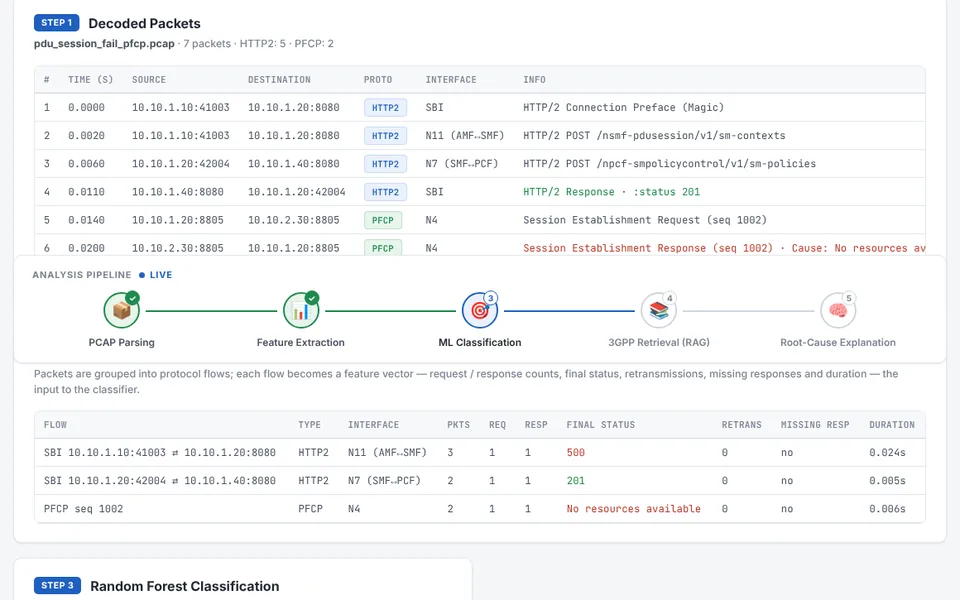 STEP 1 Decoded Packets
pdu_session_fail_pfcp.pcap · 7 packets · HTTP2: 5 · PFCP: 2
# TIME (S) SOURCE DESTINATION PROTO INTERFACE INFO
1 0.0000 10.10.1.10:41003 10.10.1.20:8080 HTTP2 SBI HTTP/2 Connection Preface (Magic)
2 0.0020 10.10.1.10:41003 10.10.1.20:8080 HTTP2 N11 (AMF↔SMF) HTTP/2 POST /nsmf-pdusession/v1/sm-contexts
3 0.0060 10.10.1.20:42004 10.10.1.40:8080 HTTP2 N7 (SMF↔PCF) HTTP/2 POST /npcf-smpolicycontrol/v1/sm-policies
4 0.0110 10.10.1.40:8080 10.10.1.20:42004 HTTP2 SBI HTTP/2 Response · :status 201
5 0.0140 10.10.1.20:8805 10.10.2.30:8805 PFCP N4 Session Establishment Request (seq 1002)
6 0.0200 10.10.2.30:8805 10.10.1.20:8805 PFCP N4 Session Establishment Response (seq 1002) · Cause: No resources av
ANALYSIS PIPELINE ● LIVE
3 4 5
PCAP Parsing Feature Extraction ML Classification 3GPP Retrieval (RAG) Root-Cause Explanation
Packets are grouped into protocol flows; each flow becomes a feature vector — request / response counts, final status, retransmissions, missing responses and duration — the
input to the classifier.
FLOW TYPE INTERFACE PKTS REQ RESP FINAL STATUS RETRANS MISSING RESP DURATION
SBI 10.10.1.10:41003 ⇄ 10.10.1.20:8080 HTTP2 N11 (AMF↔SMF) 3 1 1 500 0 no 0.024s
SBI 10.10.1.20:42004 ⇄ 10.10.1.40:8080 HTTP2 N7 (SMF↔PCF) 2 1 1 201 0 no 0.005s
PFCP seq 1002 PFCP N4 2 1 1 No resources available 0 no 0.006s
STEP 3 Random Forest Classification